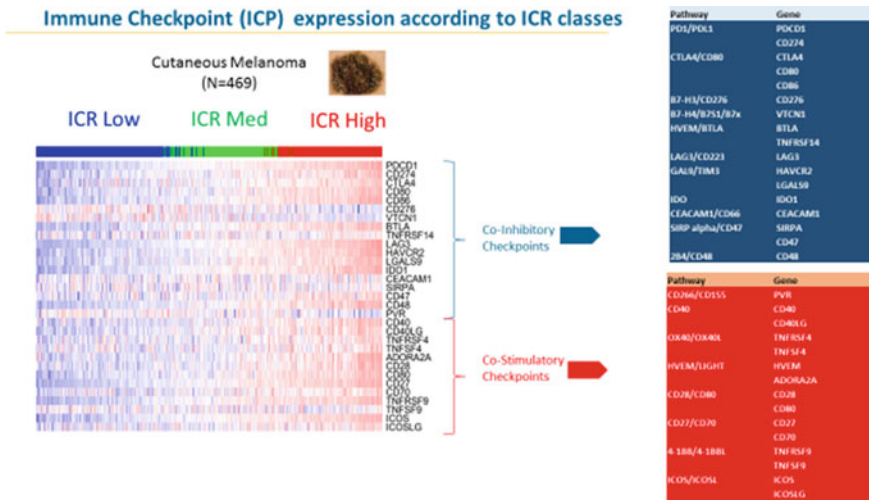 Immune Checkpoint (ICP) expression according to ICR classes
Cutaneous Melanoma
(N=469)
ICR Low ICR Med ICR High
PDCD1
CD274
CTLA4
CD80
CD86
CD276
VTCN1
BTLA
TNFRSF14
LAG3
HAVCR2
LGALS9
IDO1
CEACAM1
SIRPA
CD47
CD48
PVR
CD40
CD40LG
TNFRSF4
TNFSF4
ADORA2A
CD28
CD80
CD27
CD70
TNFRSF9
TNFSF9
ICOS
ICOSLG
Co-Inhibitory
Checkpoints
Co-Stimulatory
Checkpoints
Pathway Gene
PD1/PDL1 PDCD1
CD274
CTLA4/CD80 CTLA4
CD80
CD86
B7-H3/CD276 CD276
B7-H4/B7S1/B7x VTCN1
HVEM/BTLA BTLA
TNFRSF14
LAG3/CD223 LAG3
GAL9/TIM3 HAVCR2
LGALS9
IDO IDO1
CEACAM1/CD66 CEACAM1
SIRP alpha/CD47 SIRPA
CD47
2B4/CD48 CD48
Pathway Gene
CD266/CD155 PVR
CD40 CD40
CD40LG
OX40/OX40L TNFRSF4
TNFSF4
HVEM/LIGHT HVEM
ADORA2A
CD28/CD80 CD28
CD80
CD27/CD70 CD27
CD70
4-1BB/4-1BBL TNFRSF9
TNFSF9
ICOS/ICOSL ICOS
ICOSLG